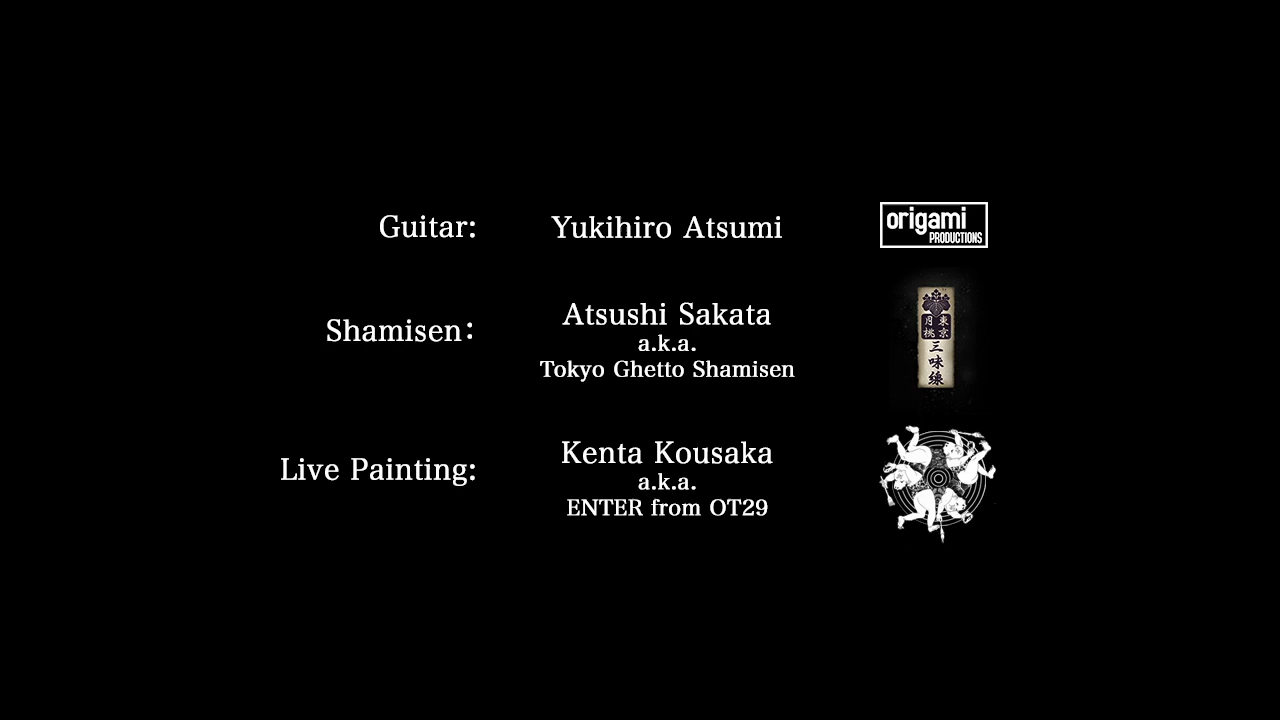 Guitar: Yukihiro Atsumi
origami
PRODUCTIONS
Shamisen: Atsushi Sakata
a.k.a.
Tokyo Ghetto Shamisen
東京
月桃
三味線
Live Painting: Kenta Kousaka
a.k.a.
ENTER from OT29